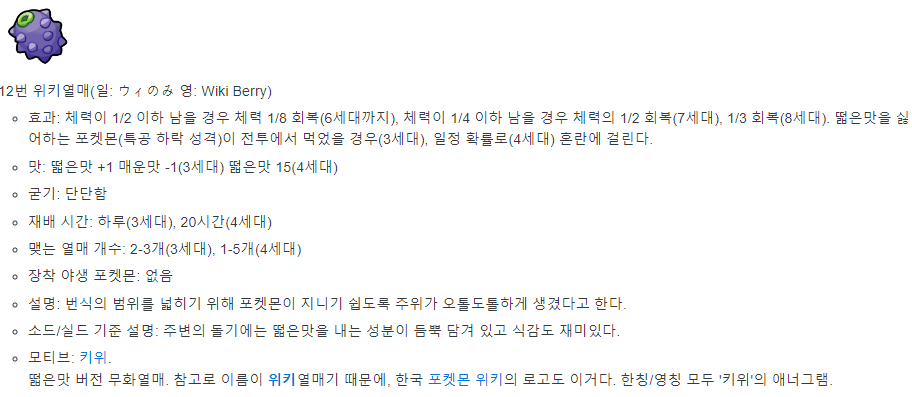 12번 위키열매(일: ウィのみ 영: Wiki Berry)
효과: 체력이 1/2 이하 남을 경우 체력 1/8 회복(6세대까지), 체력이 1/4 이하 남을 경우 체력의 1/2 회복(7세대), 1/3 회복(8세대). 떫은맛을 싫
어하는 포켓몬(특공 하락 성격)이 전투에서 먹었을 경우(3세대), 일정 확률로(4세대) 혼란에 걸린다.
맛: 떫은맛 +1 매운맛 -1(3세대) 떫은맛 15(4세대)
굳기: 단단함
재배 시간: 하루(3세대), 20시간(4세대)
맺는 열매 개수: 2-3개(3세대), 1-5개(4세대)
장착 야생 포켓몬: 없음
설명: 번식의 범위를 넓히기 위해 포켓몬이 지니기 쉽도록 주위가 오톨도톨하게 생겼다고 한다.
소드/실드 기준 설명: 주변의 돌기에는 떫은맛을 내는 성분이 듬뿍 담겨 있고 식감도 재미있다.
모티브: 키위.
떫은맛 버전 무화열매. 참고로 이름이 위키열매기 때문에, 한국 포켓몬 위키의 로고도 이거다. 한칭/영칭 모두 '키위'의 애너그램.